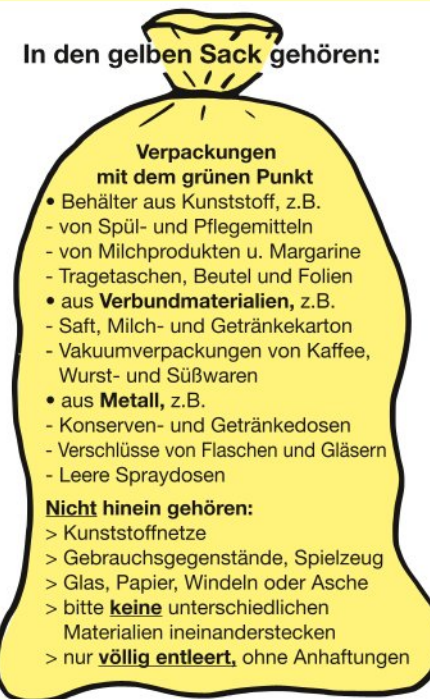 In den gelben Sack gehören:
Verpackungen
mit dem grünen Punkt
• Behälter aus Kunststoff, z.B.
- von Spül- und Pflegemitteln
- von Milchprodukten u. Margarine
- Tragetaschen, Beutel und Folien
• aus Verbundmaterialien, z.B.
- Saft, Milch- und Getränkekarton
- Vakuumverpackungen von Kaffee,
Wurst- und Süßwaren
• aus Metall, z.B.
- Konserven- und Getränkedosen
- Verschlüsse von Flaschen und Gläsern
- Leere Spraydosen
Nicht hinein gehören:
> Kunststoffnetze
> Gebrauchsgegenstände, Spielzeug
> Glas, Papier, Windeln oder Asche
> bitte keine unterschiedlichen
Materialien ineinanderstecken
> nur völlig entleert, ohne Anhaftungen